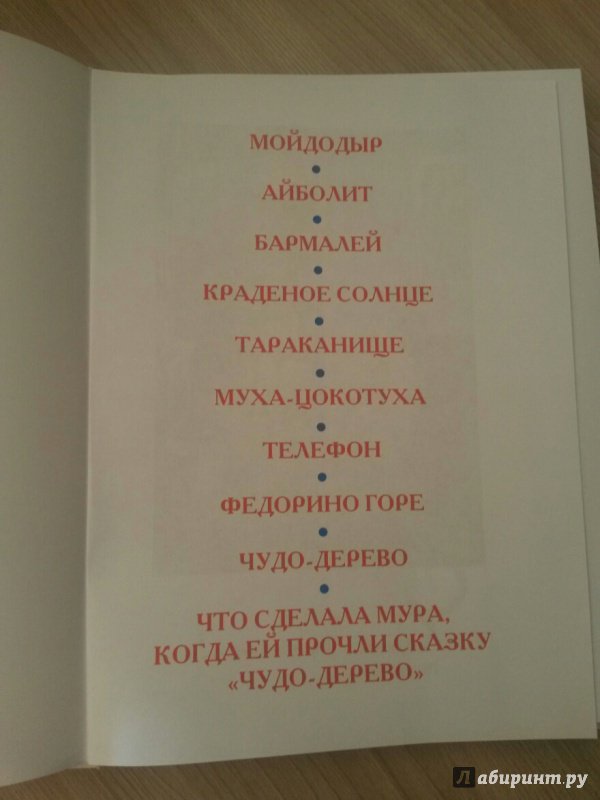 МОЙДОДЫР
•
АЙБОЛИТ
•
БАРМАЛЕЙ
•
КРАДЕНОЕ СОЛНЦЕ
•
ТАРАКАНИЩЕ
•
МУХА-ЦОКОТУХА
•
ТЕЛЕФОН
•
ФЕДОРИНО ГОРЕ
•
ЧУДО-ДЕРЕВО
•
ЧТО СДЕЛАЛА МУРА,
КОГДА ЕЙ ПРОЧЛИ СКАЗКУ
«ЧУДО-ДЕРЕВО»
лабиринт.ру